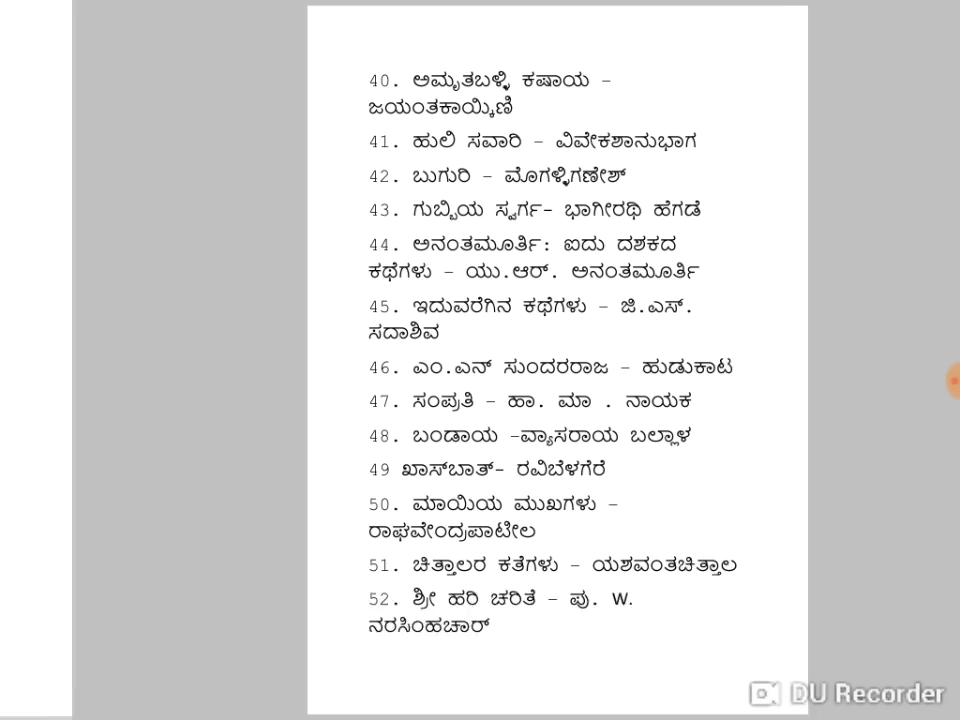 40. ಅಮೃತಬಳ್ಳಿ ಕಷಾಯ –
ಜಯಂತಕಾಯ್ಕಿಣಿ
41. ಹುಲಿ ಸವಾರಿ – ವಿವೇಕಶಾನುಭಾಗ
42. ಬುಗುರಿ – ಮೊಗಳ್ಳಿಗಣೇಶ್
43. ಗುಬ್ಬಿಯ ಸ್ವರ್ಗ– ಭಾಗೀರಥಿ ಹೆಗಡೆ
44. ಅನಂತಮೂರ್ತಿ: ಐದು ದಶಕದ
ಕಥೆಗಳು – ಯು.ಆರ್. ಅನಂತಮೂರ್ತಿ
45. ಇದುವರೆಗಿನ ಕಥೆಗಳು – ಜಿ.ಎಸ್.
ಸದಾಶಿವ
46. ಎಂ.ಎನ್ ಸುಂದರರಾಜ – ಹುಡುಕಾಟ
47. ಸಂಪ್ರತಿ – ಹಾ. ಮಾ . ನಾಯಕ
48. ಬಂಡಾಯ –ವ್ಯಾಸರಾಯ ಬಲ್ಲಾಳ
49 ಖಾಸ್‌ಬಾತ್– ರವಿಬೆಳಗೆರೆ
50. ಮಾಯಿಯ ಮುಖಗಳು –
ರಾಘವೇಂದ್ರಪಾಟೀಲ
51. ಚಿತ್ತಾಲರ ಕತೆಗಳು – ಯಶವಂತಚಿತ್ತಾಲ
52. ಶ್ರೀ ಹರಿ ಚರಿತೆ – ಪು. W.
ನರಸಿಂಹಚಾರ್
DU Recorder